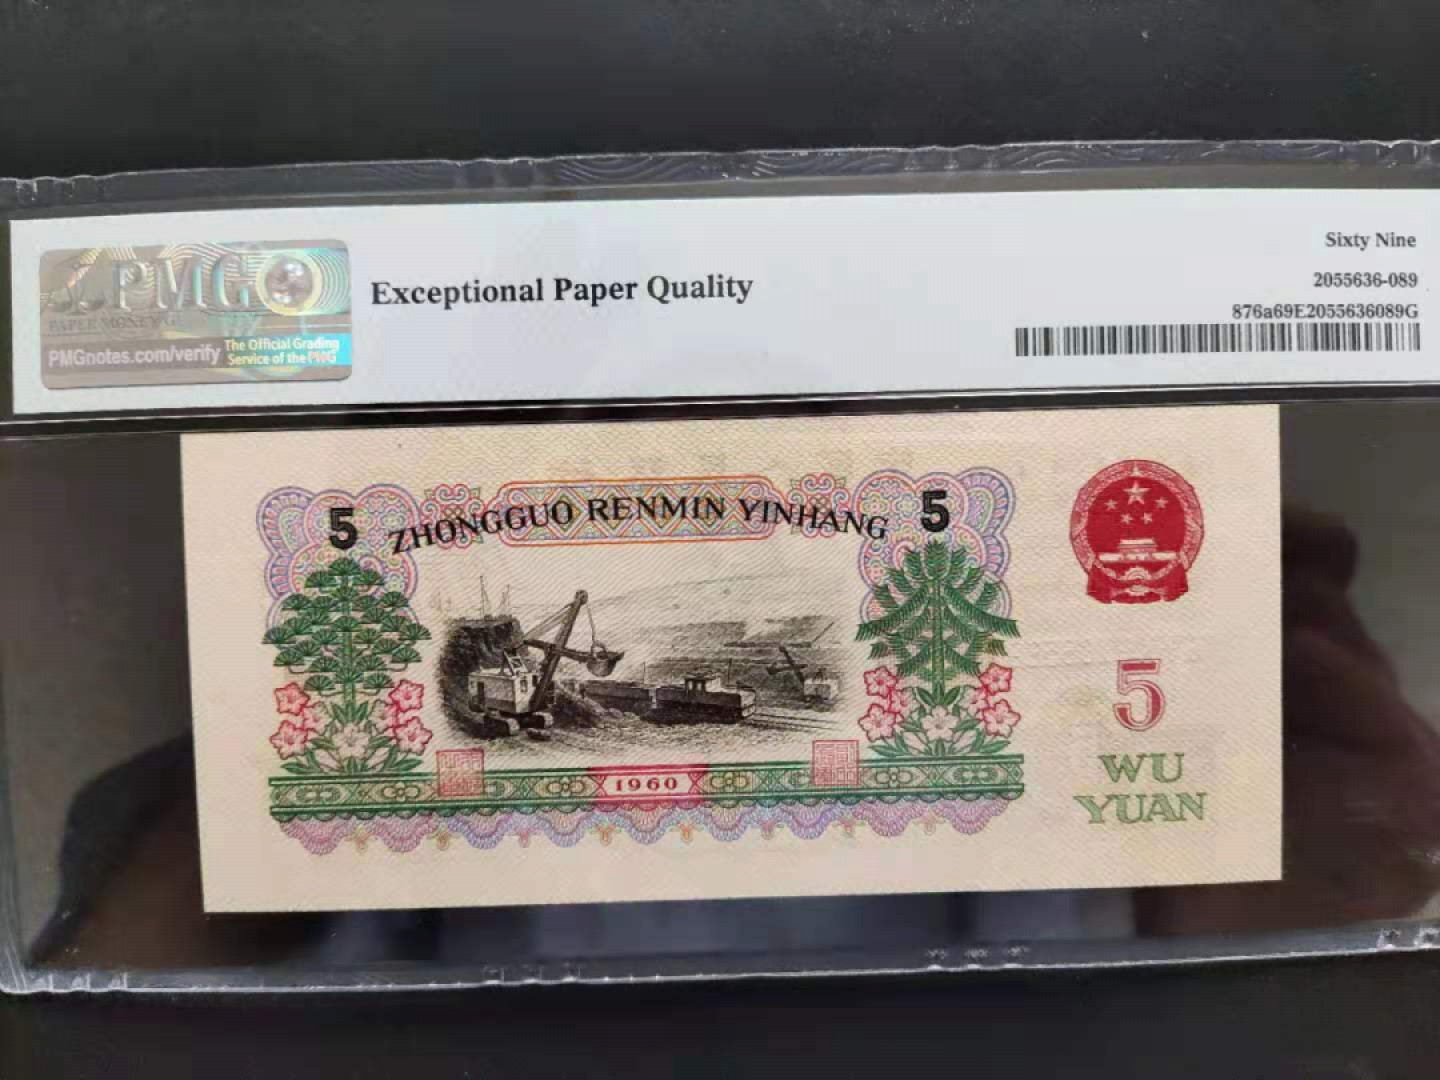 PMG
PAPER MONEY G
PMGnotes.com/verify
The Official Grading
Service of the PNG
Exceptional Paper Quality
Sixty Nine
2055636-089
876a69E2055636089G
5
ZHONGGUO RENMIN YINHANG
5
5
WU
YUAN
1960